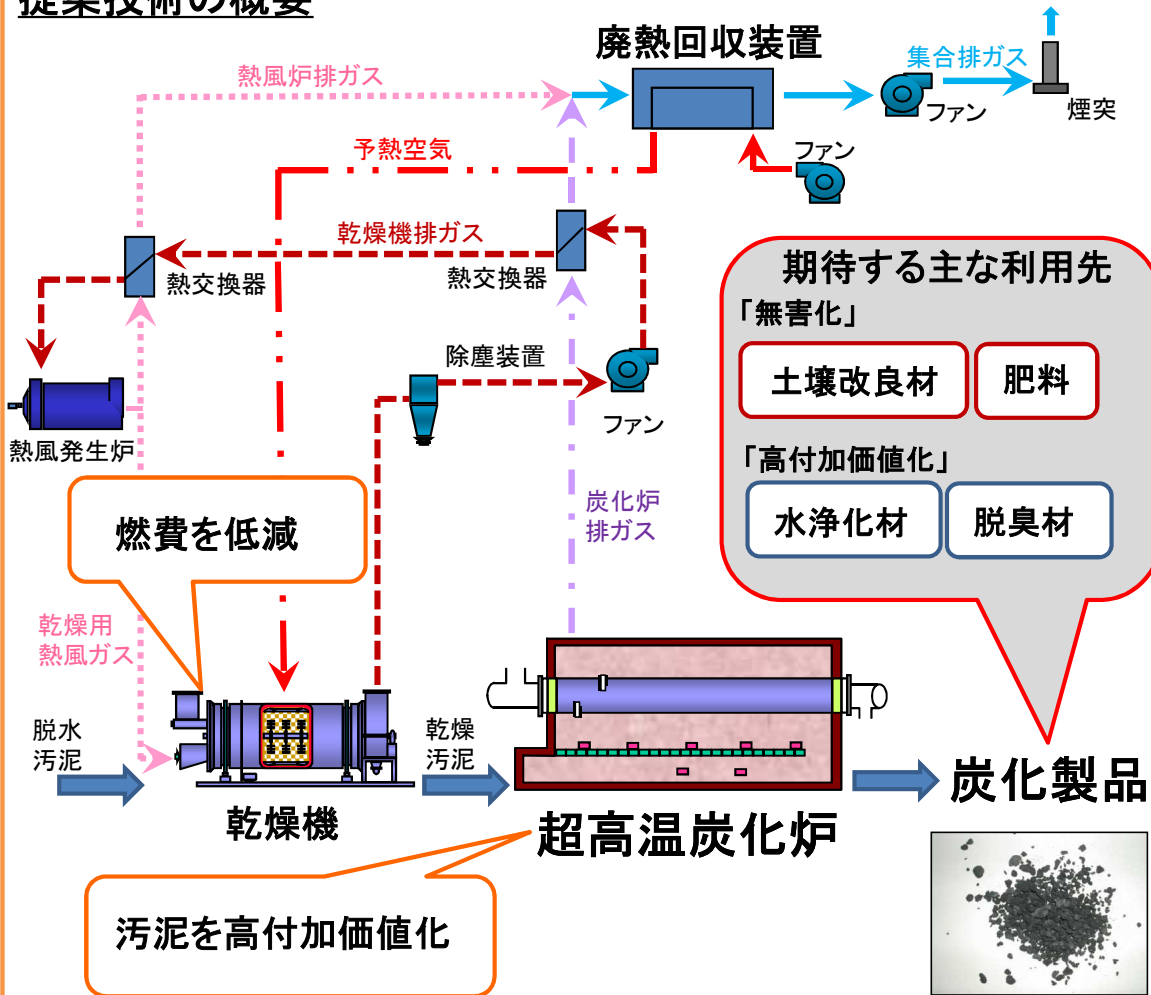 提案技術の概要
廃熱回収装置
集合排ガス
熱風炉排ガス
ファン
煙突
予熱空気
ファン
乾燥機排ガス
熱交換器
熱交換器
期待する主な利用先
「無害化」
土壌改良材
肥料
除塵装置
ファン
熱風発生炉
「高付加価値化」
水浄化材
脱臭材
炭化炉
排ガス
燃費を低減
乾燥用
熱風ガス
脱水
汚泥
乾燥
汚泥
乾燥機
超高温炭化炉
炭化製品
汚泥を高付加価値化